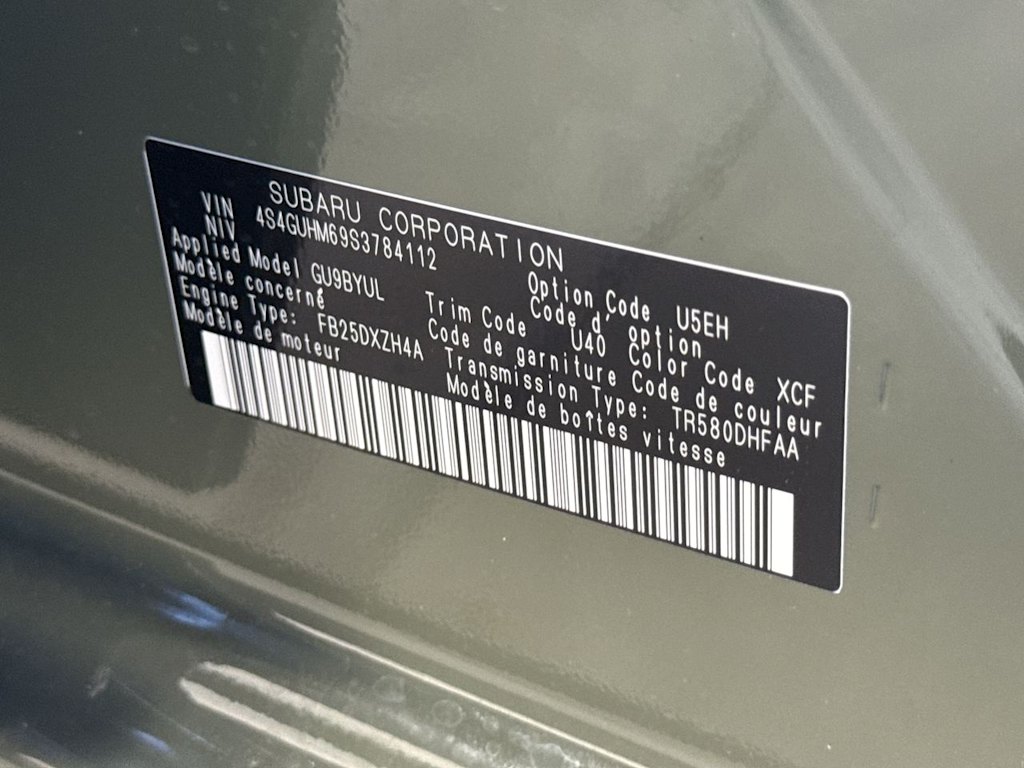 SUBARU CORPORATION
VIN
NIV 4S4GUHM69S3784112
Applied Model GU9BYUL
Modèle concerné
Option Code U5EH
Code d' option
Trim Code U40
Code de garniture
Color Code XCF
Code de couleur
Engine Type: FB25DXZH4A
Modèle de moteur
Transmission Type: TR580DHFAA
Modèle de boîtes vitesse